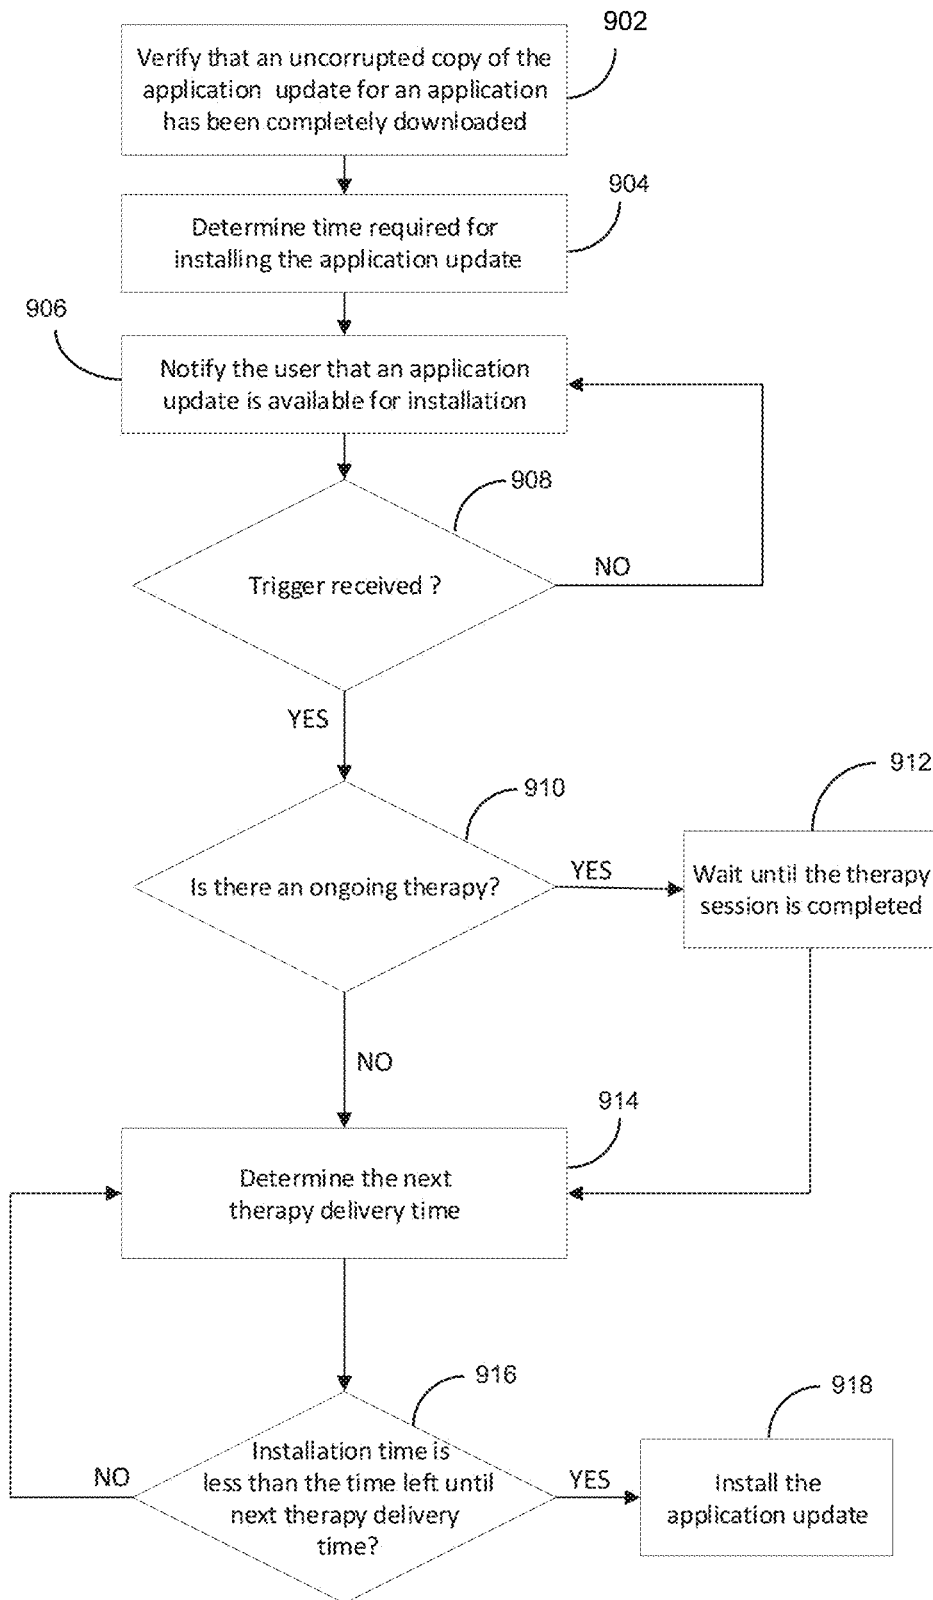 902
Verify that an uncorrupted copy of the
application update for an application
has been completely downloaded
904
Determine time required for
installing the application update
906
Notify the user that an application
update is available for installation
908
Trigger received ?
NO
YES
910
912
Is there an ongoing therapy?
YES
Wait until the therapy
session is completed
NO
914
Determine the next
therapy delivery time
916
918
Installation time is
less than the time left until
next therapy delivery
time?
NO
YES
Install the
application update